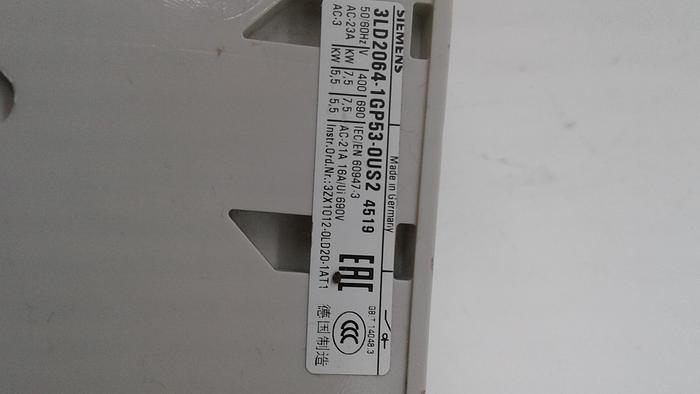 SIEMENS
Made in Germany
3LD2064-1GP53-0US2 4519
50/60Hz V 400 690 IEC/EN 60947-3
AC-23A KW 7,5 7,5 AC-21A 16A/Ui 690V
AC-3 KW 5,5 5,5 Instr.Ord.Nr.:3ZX1012-0LD20-1AT1
EAC
GB/T 14048.3
CCC
德国制造